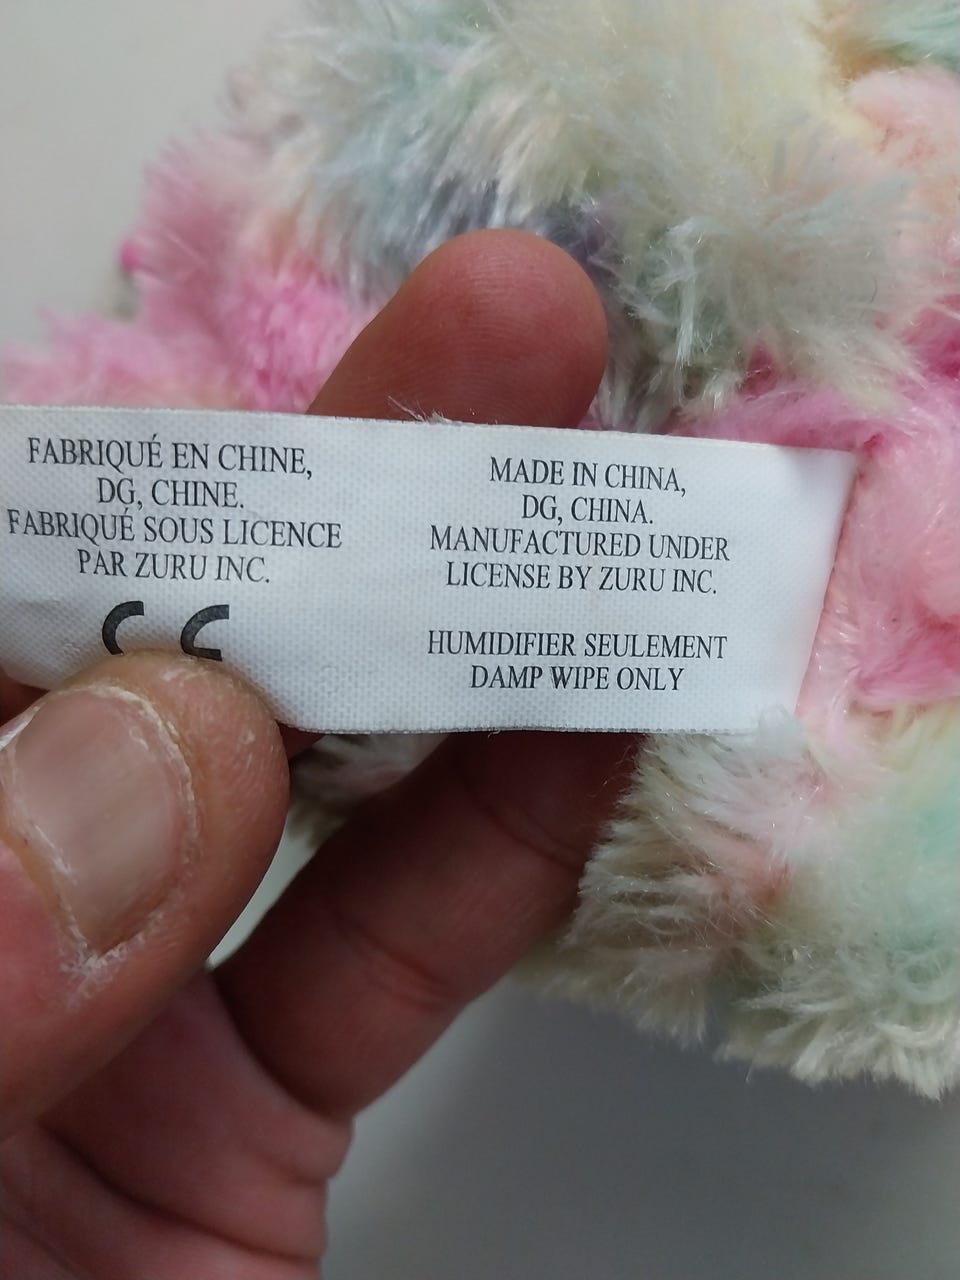 FABRIQUÉ EN CHINE,
DG, CHINE.
FABRIQUÉ SOUS LICENCE
PAR ZURU INC.
CE
MADE IN CHINA,
DG, CHINA.
MANUFACTURED UNDER
LICENSE BY ZURU INC.
HUMIDIFIER SEULEMENT
DAMP WIPE ONLY